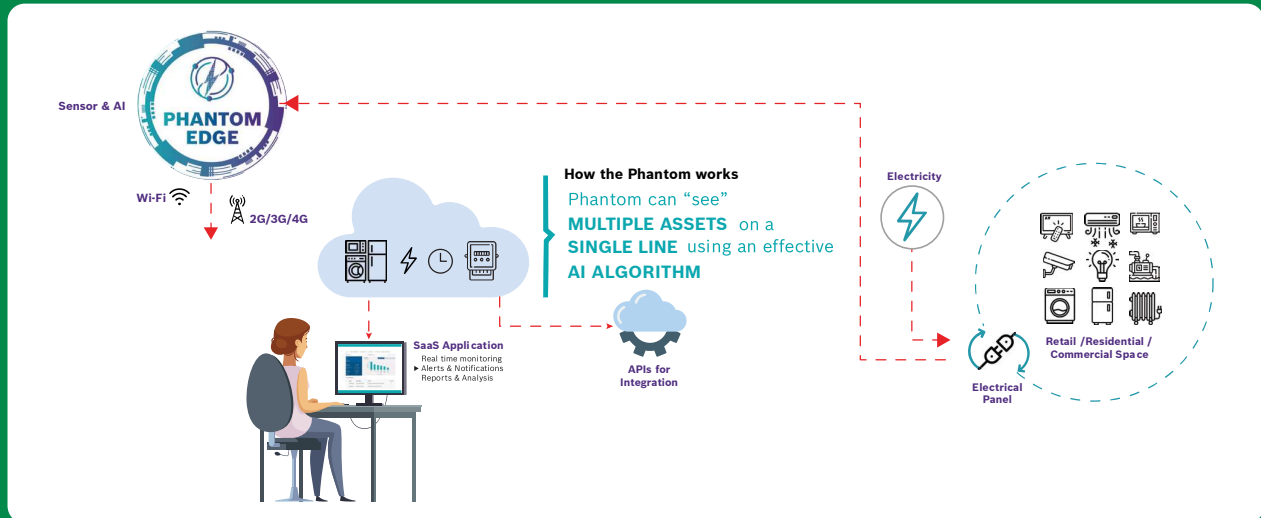 Sensor & AI
PHANTOM
EDGE
Wi-Fi
2G/3G/4G
How the Phantom works
Phantom can “see”
MULTIPLE ASSETS on a
SINGLE LINE using an effective
AI ALGORITHM
SaaS Application
Real time monitoring
Alerts & Notifications
Reports & Analysis
APIs for
Integration
Electricity
Electrical
Panel
Retail /Residential /
Commercial Space